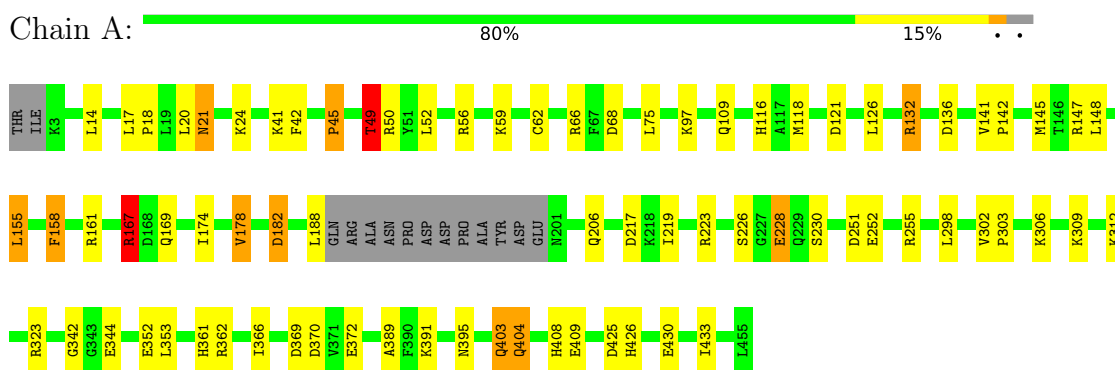 Chain A:
80% 15% • •
THR ILE K3 L14 L17 P18 L19 L20 N21 K24 K41 F42 P45 T49 R50 Y51 L52 R56 K59 C62 R66 F67 D68 L75 K97 Q109 H116 A117 M118 D121 L126 R132 D136 V141 P142 M145 T146 R147 L148
L155 F158 R161 R167 D168 Q169 I174 V178 D182 L188 GLN ARG ALA ASN PRO ASP ASP PRO ALA TYR ASP GLU N201 Q206 D217 K218 I219 R223 S226 G227 E228 Q229 S230 D251 E252 R255 L298 V302 P303 K306 K309 K312
R323 G342 G343 E344 E352 L353 H361 R362 I366 D369 D370 V371 E372 A389 F390 K391 N395 Q403 Q404 H408 E409 D425 H426 E430 I433 L455